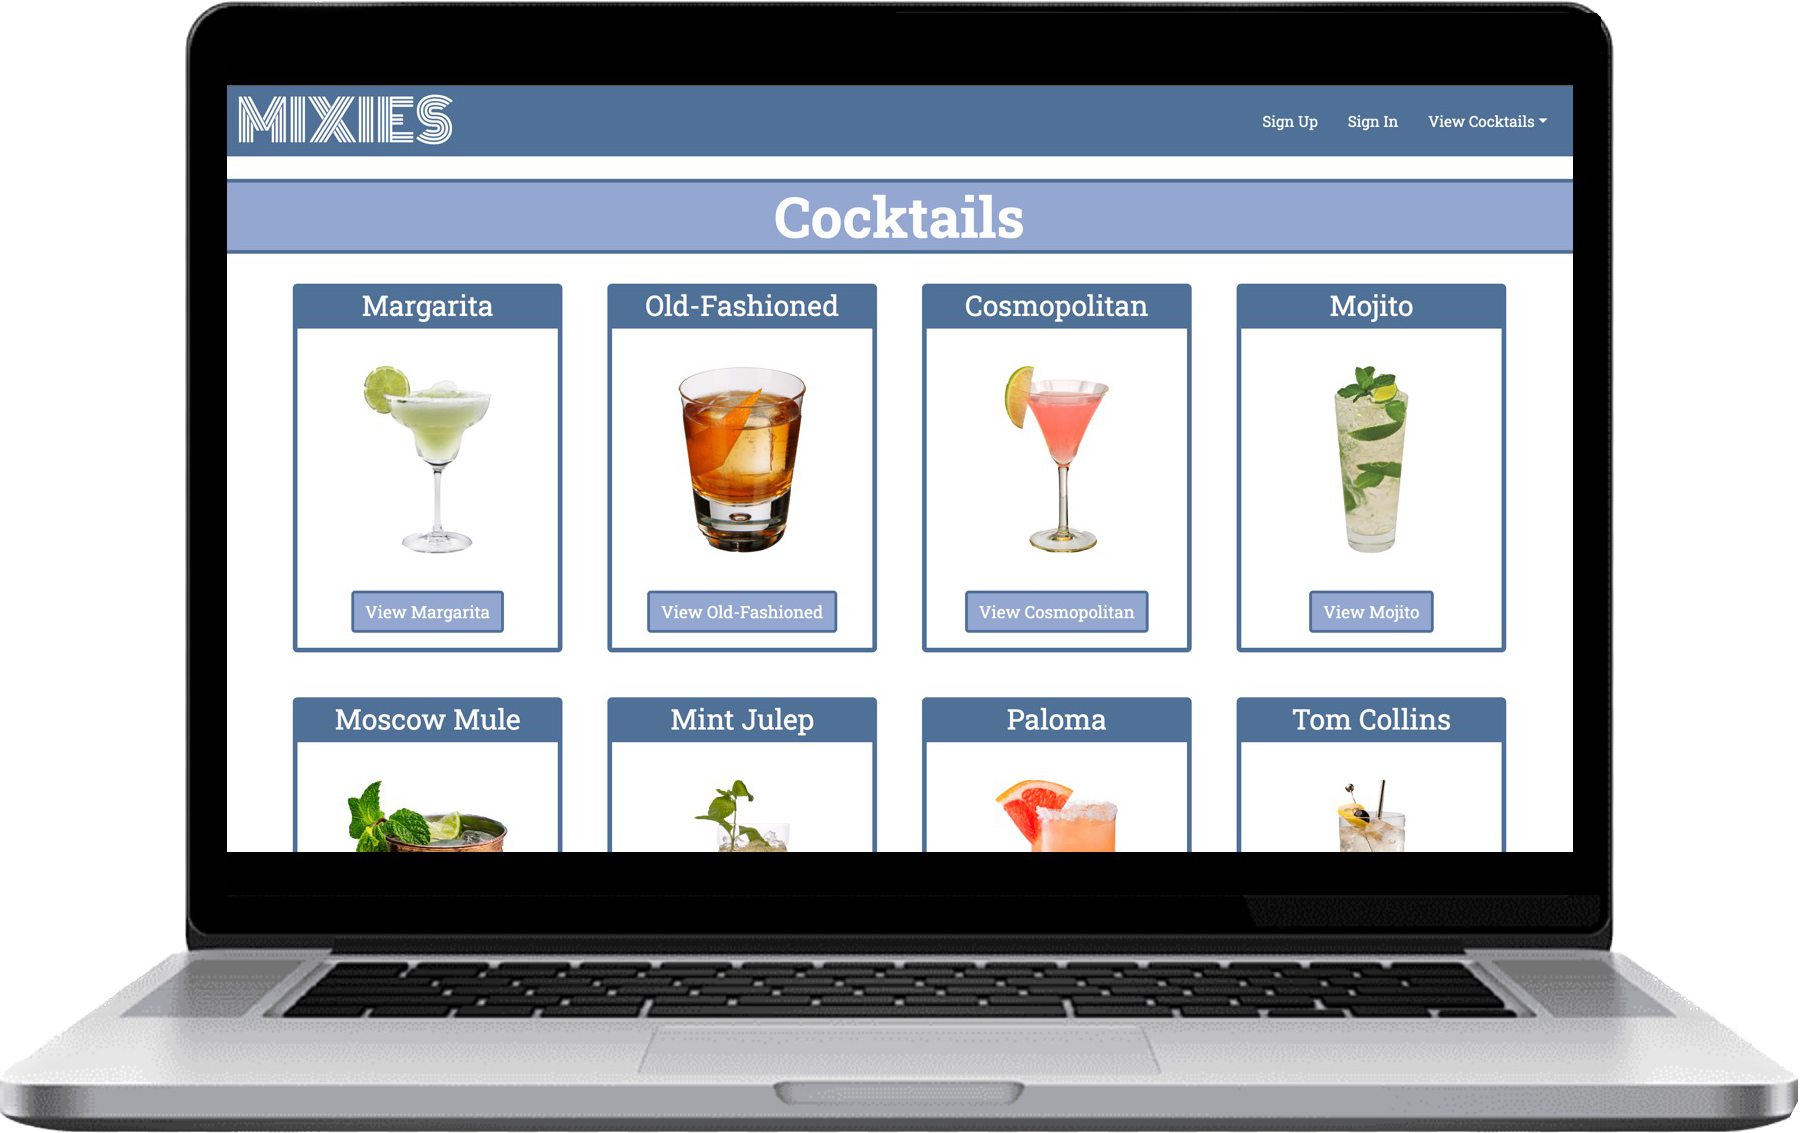 MIXIES
Sign Up Sign In View Cocktails
Cocktails
Margarita Old-Fashioned Cosmopolitan Mojito
View Margarita View Old-Fashioned View Cosmopolitan View Mojito
Moscow Mule Mint Julep Paloma Tom Collins